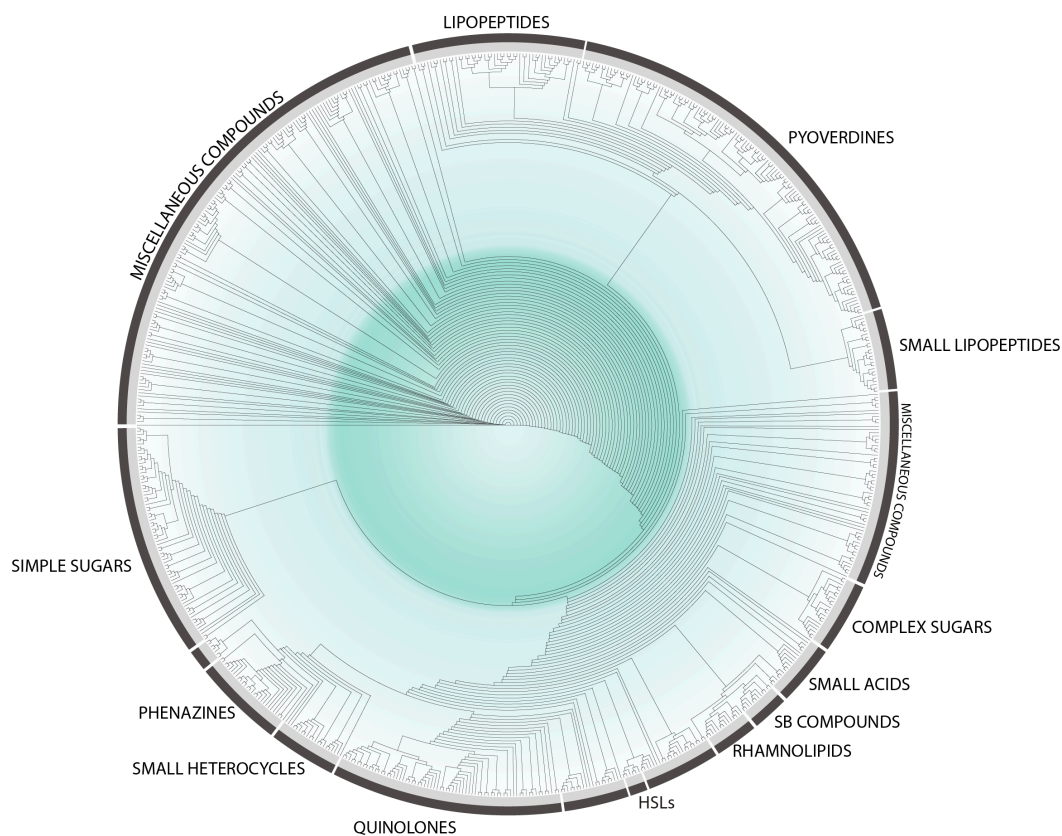 LIPOPEPTIDES
PYOVERDINES
SMALL LIPOPEPTIDES
MISCELLANEOUS COMPOUNDS
COMPLEX SUGARS
SMALL ACIDS
SB COMPOUNDS
RHAMNOLIPIDS
HSLs
QUINOLONES
SMALL HETEROCYCLES
PHENAZINES
SIMPLE SUGARS
MISCELLANEOUS COMPOUNDS